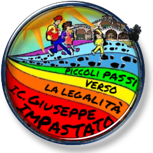 PICCOLI PASSI
VERSO
LA LEGALITÀ
I.C. GIUSEPPE
IMPASTATO